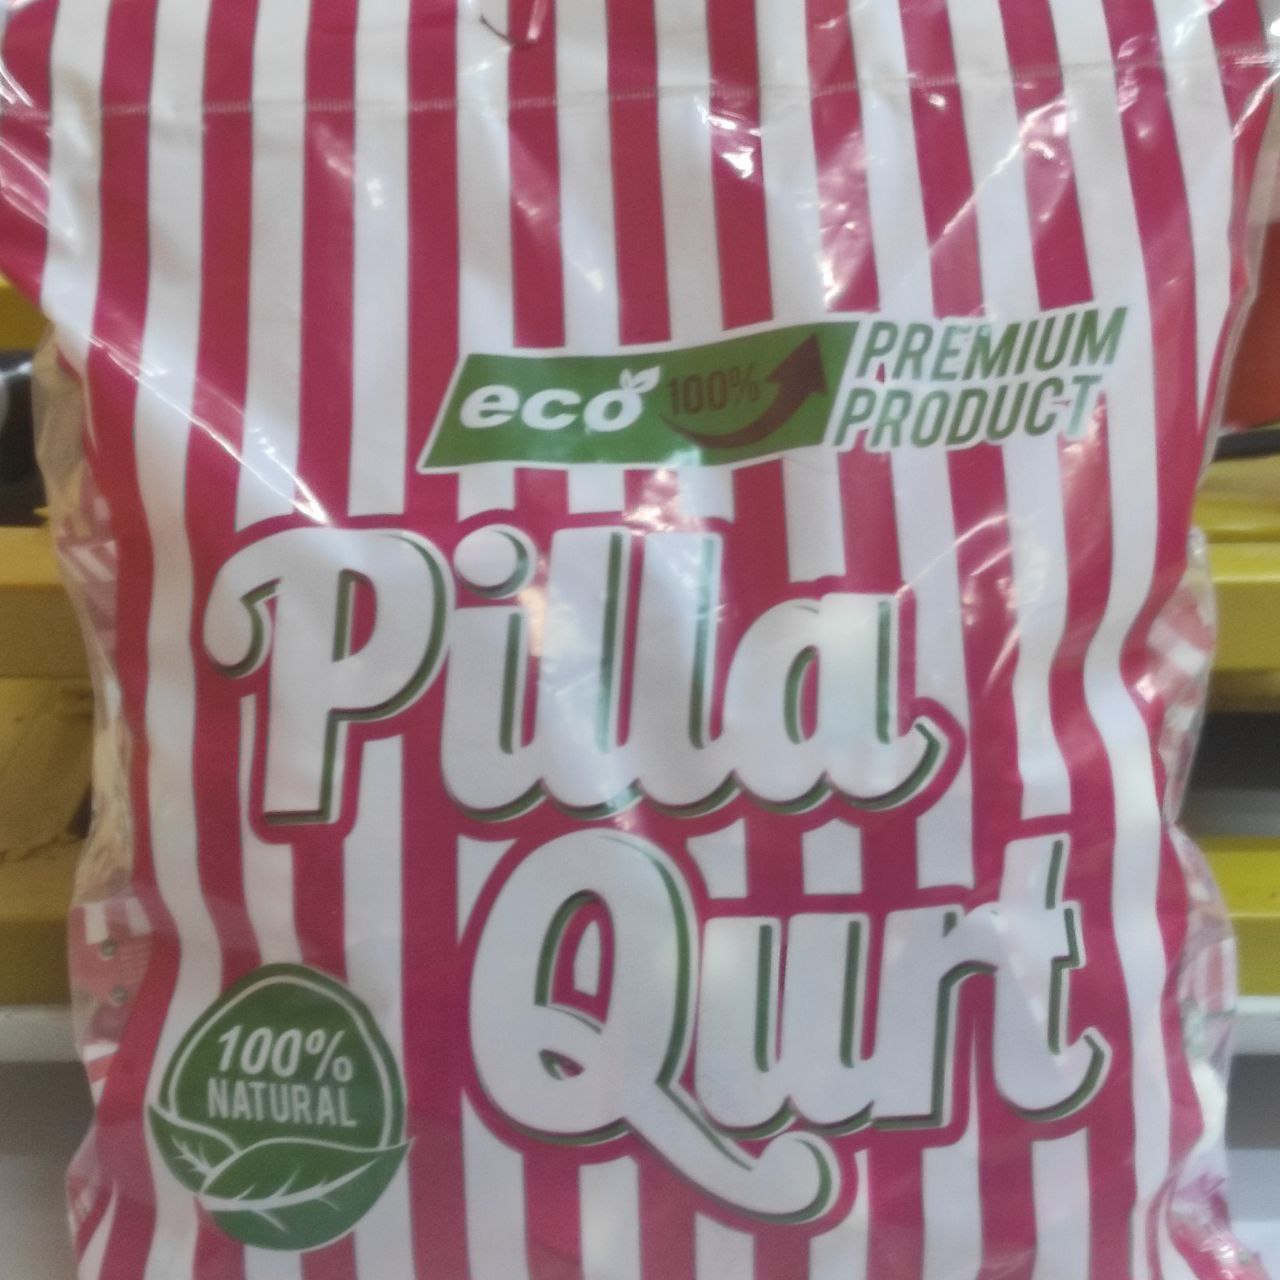 eco 100% PREMIUM
PRODUCT
Pilla
Qurt
100%
NATURAL